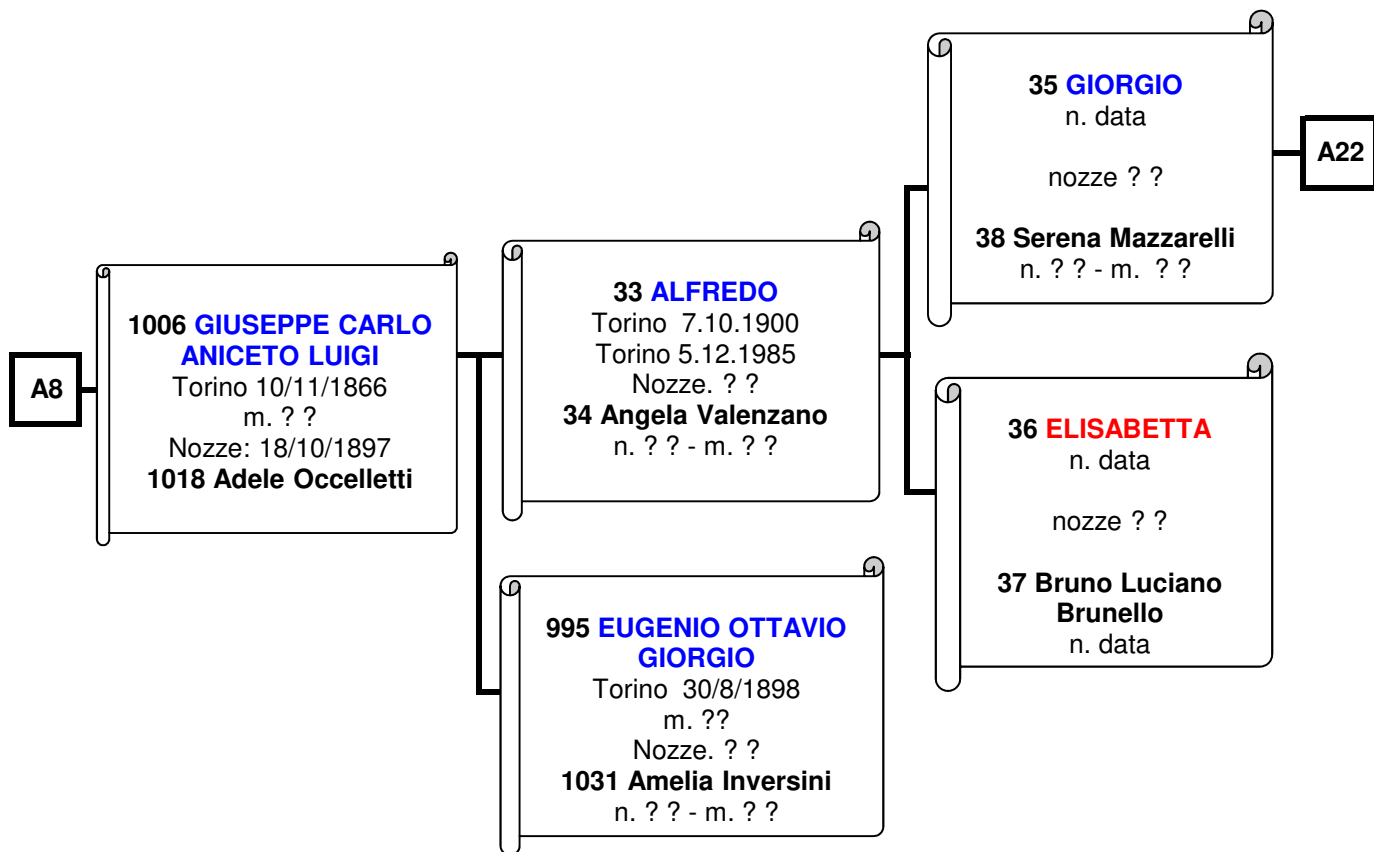 A8
1006 GIUSEPPE CARLO
ANICETO LUIGI
Torino 10/11/1866
m. ? ?
Nozze: 18/10/1897
1018 Adele Occelletti
33 ALFREDO
Torino 7.10.1900
Torino 5.12.1985
Nozze. ? ?
34 Angela Valenzano
n. ? ? - m. ? ?
995 EUGENIO OTTAVIO
GIORGIO
Torino 30/8/1898
m. ??
Nozze. ? ?
1031 Amelia Inversini
n. ? ? - m. ? ?
35 GIORGIO
n. data
nozze ? ?
38 Serena Mazzarelli
n. ? ? - m. ? ?
A22
36 ELISABETTA
n. data
nozze ? ?
37 Bruno Luciano
Brunello
n. data